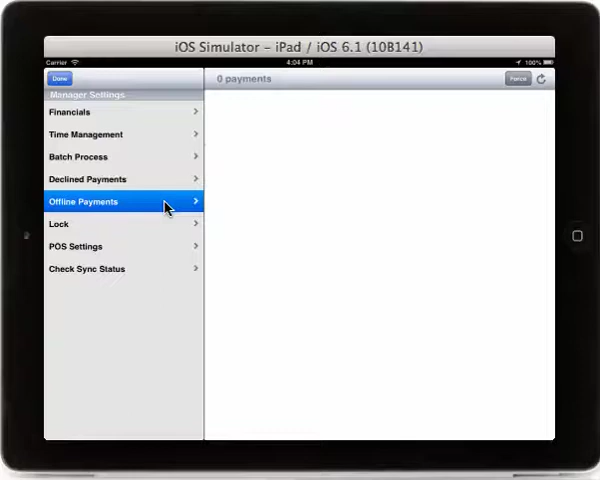 iOS Simulator – iPad / iOS 6.1 (10B141)
Carrier 4:04 PM 100%
Done 0 payments Force
Manager Settings
Financials
Time Management
Batch Process
Declined Payments
Offline Payments
Lock
POS Settings
Check Sync Status